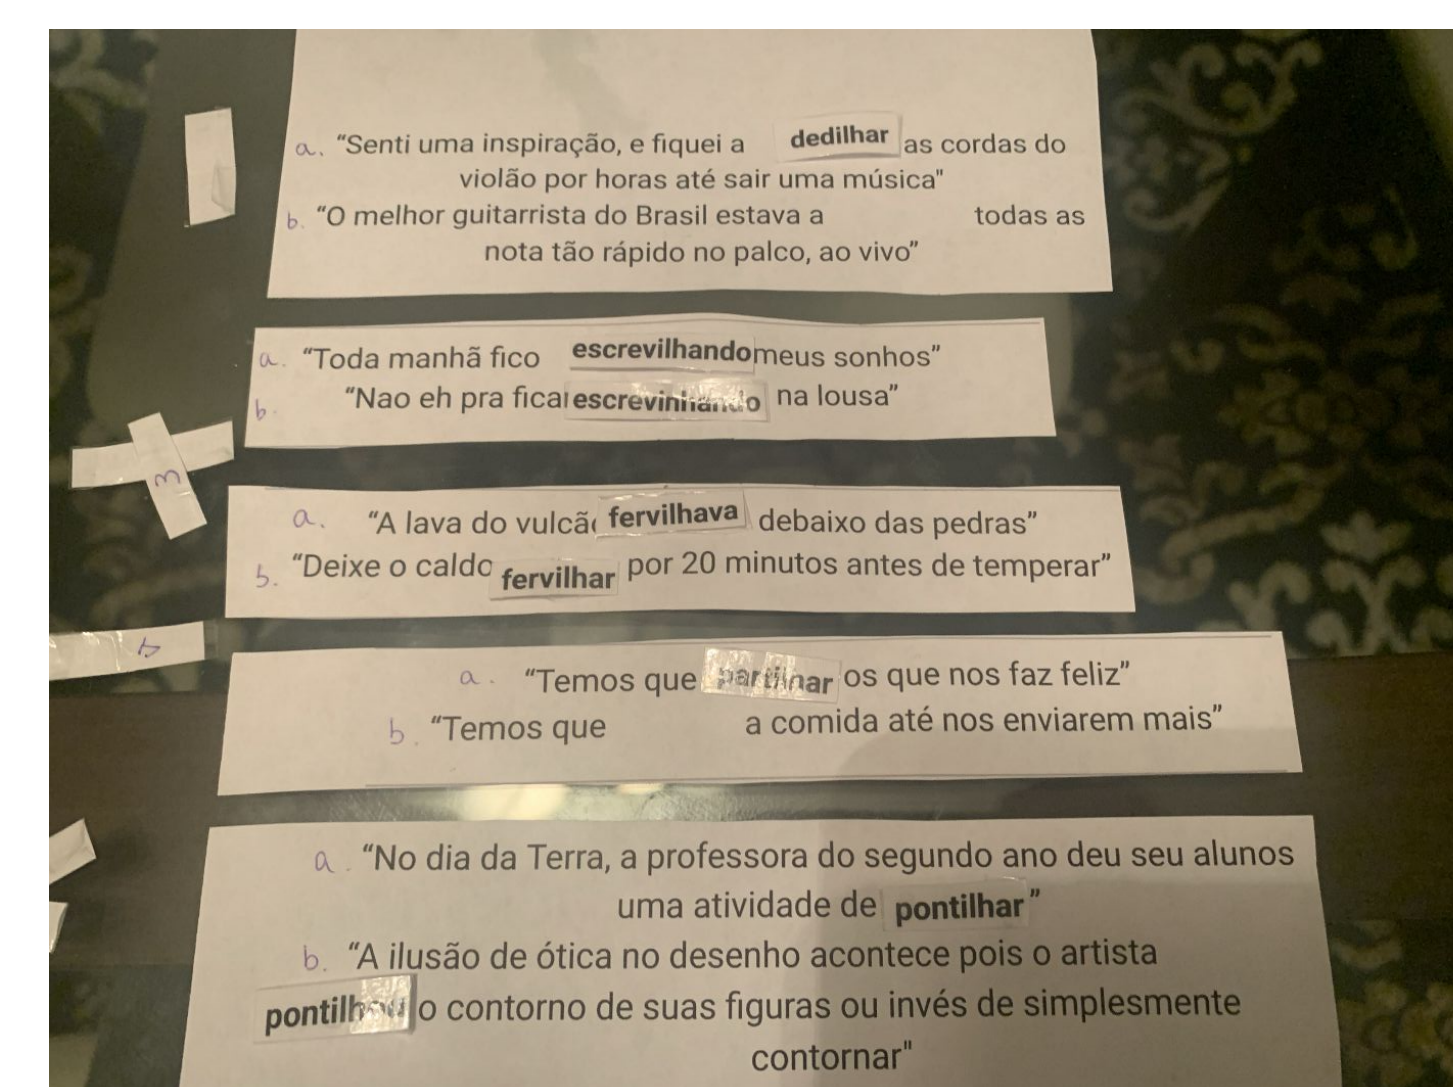 a. “Senti uma inspiração, e fiquei a dedilhar as cordas do
violão por horas até sair uma música"
b. “O melhor guitarrista do Brasil estava a todas as
nota tão rápido no palco, ao vivo”
a. “Toda manhã fico escrevilhando meus sonhos”
b. “Nao eh pra ficar escrevinhando na lousa”
a. “A lava do vulcão fervilhava debaixo das pedras”
b. “Deixe o caldo fervilhar por 20 minutos antes de temperar”
3
a. “Temos que partilhar os que nos faz feliz”
b. “Temos que a comida até nos enviarem mais”
a. “No dia da Terra, a professora do segundo ano deu seu alunos
uma atividade de pontilhar”
b. “A ilusão de ótica no desenho acontece pois o artista
pontilhou o contorno de suas figuras ou invés de simplesmente
contornar"